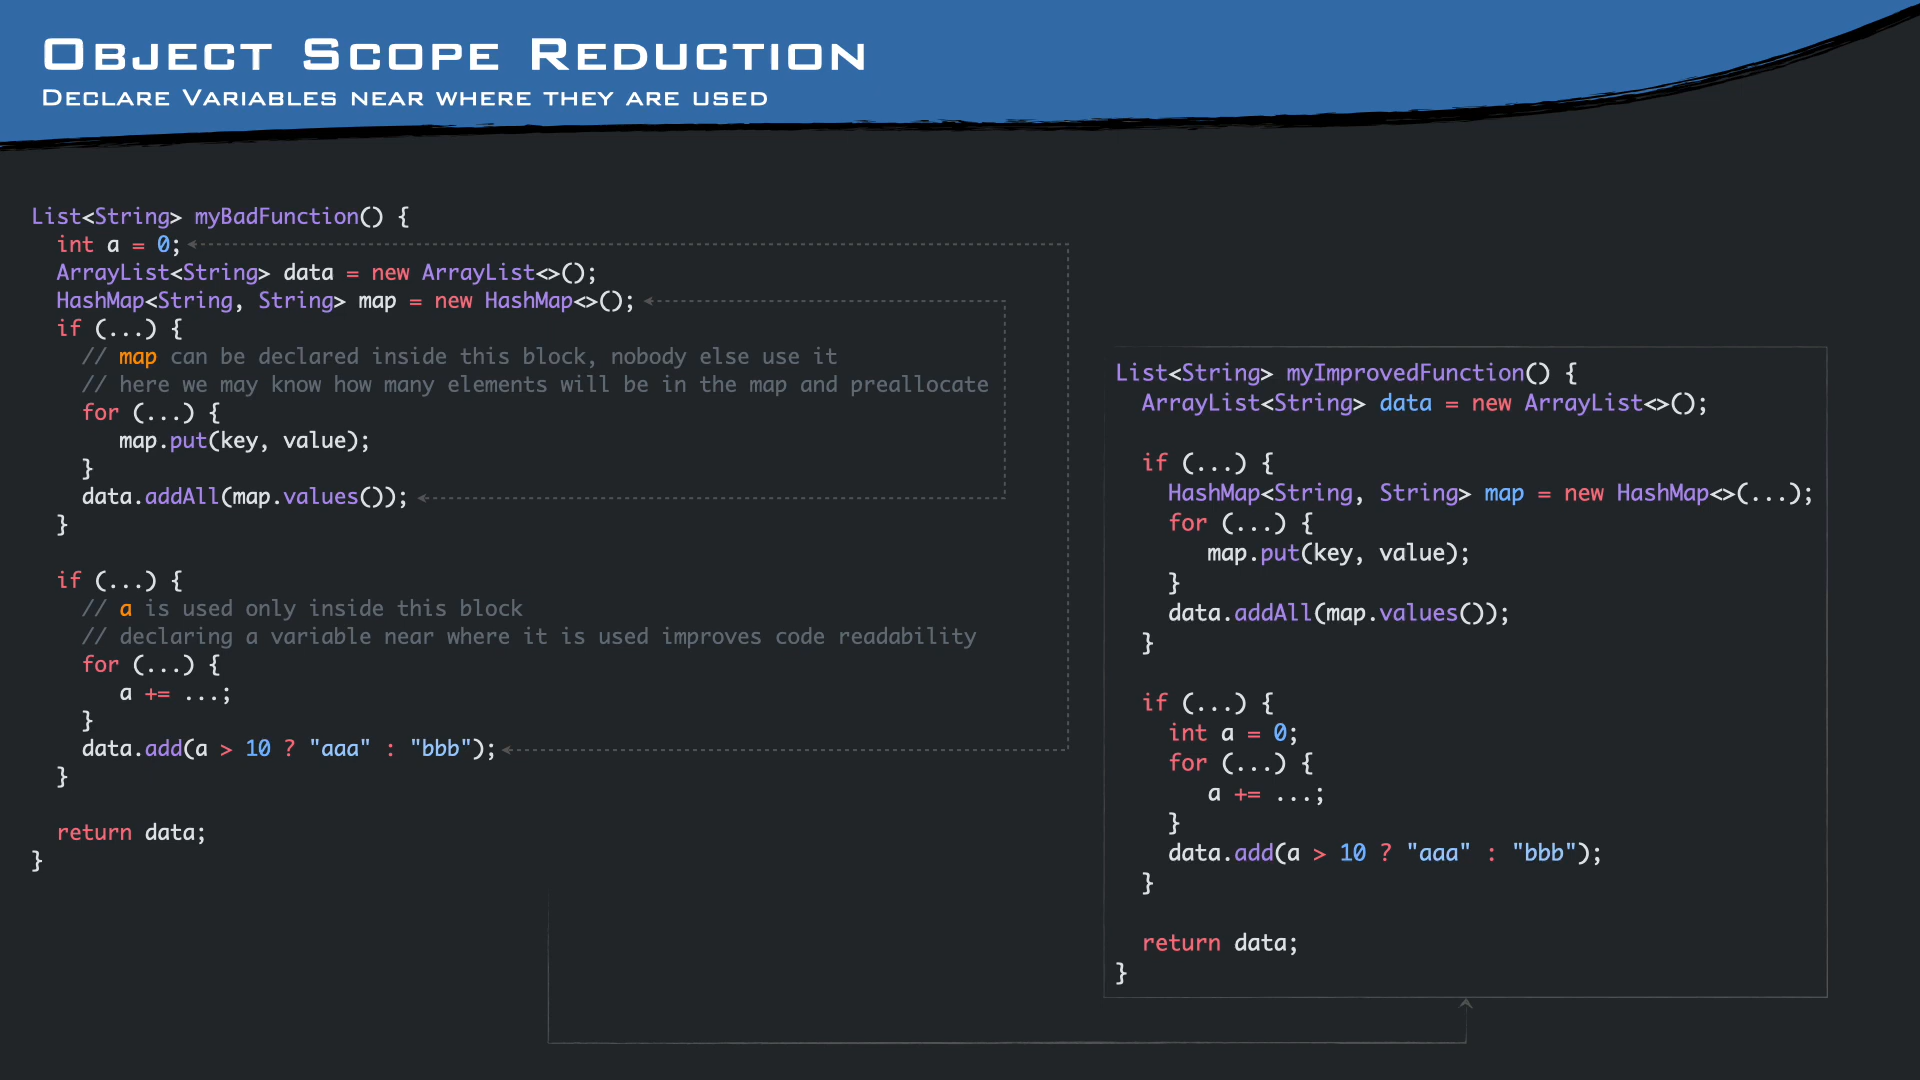 Object Scope Reduction
Declare Variables near where they are used
List<String> myBadFunction() {
  int a = 0;
  ArrayList<String> data = new ArrayList<>();
  HashMap<String, String> map = new HashMap<>();
  if (...) {
    // map can be declared inside this block, nobody else use it
    // here we may know how many elements will be in the map and preallocate
    for (...) {
       map.put(key, value);
    }
    data.addAll(map.values());
  }

  if (...) {
    // a is used only inside this block
    // declaring a variable near where it is used improves code readability
    for (...) {
       a += ...;
    }
    data.add(a > 10 ? "aaa" : "bbb");
  }

  return data;
}
List<String> myImprovedFunction() {
  ArrayList<String> data = new ArrayList<>();

  if (...) {
    HashMap<String, String> map = new HashMap<>(...);
    for (...) {
       map.put(key, value);
    }
    data.addAll(map.values());
  }

  if (...) {
    int a = 0;
    for (...) {
       a += ...;
    }
    data.add(a > 10 ? "aaa" : "bbb");
  }

  return data;
}